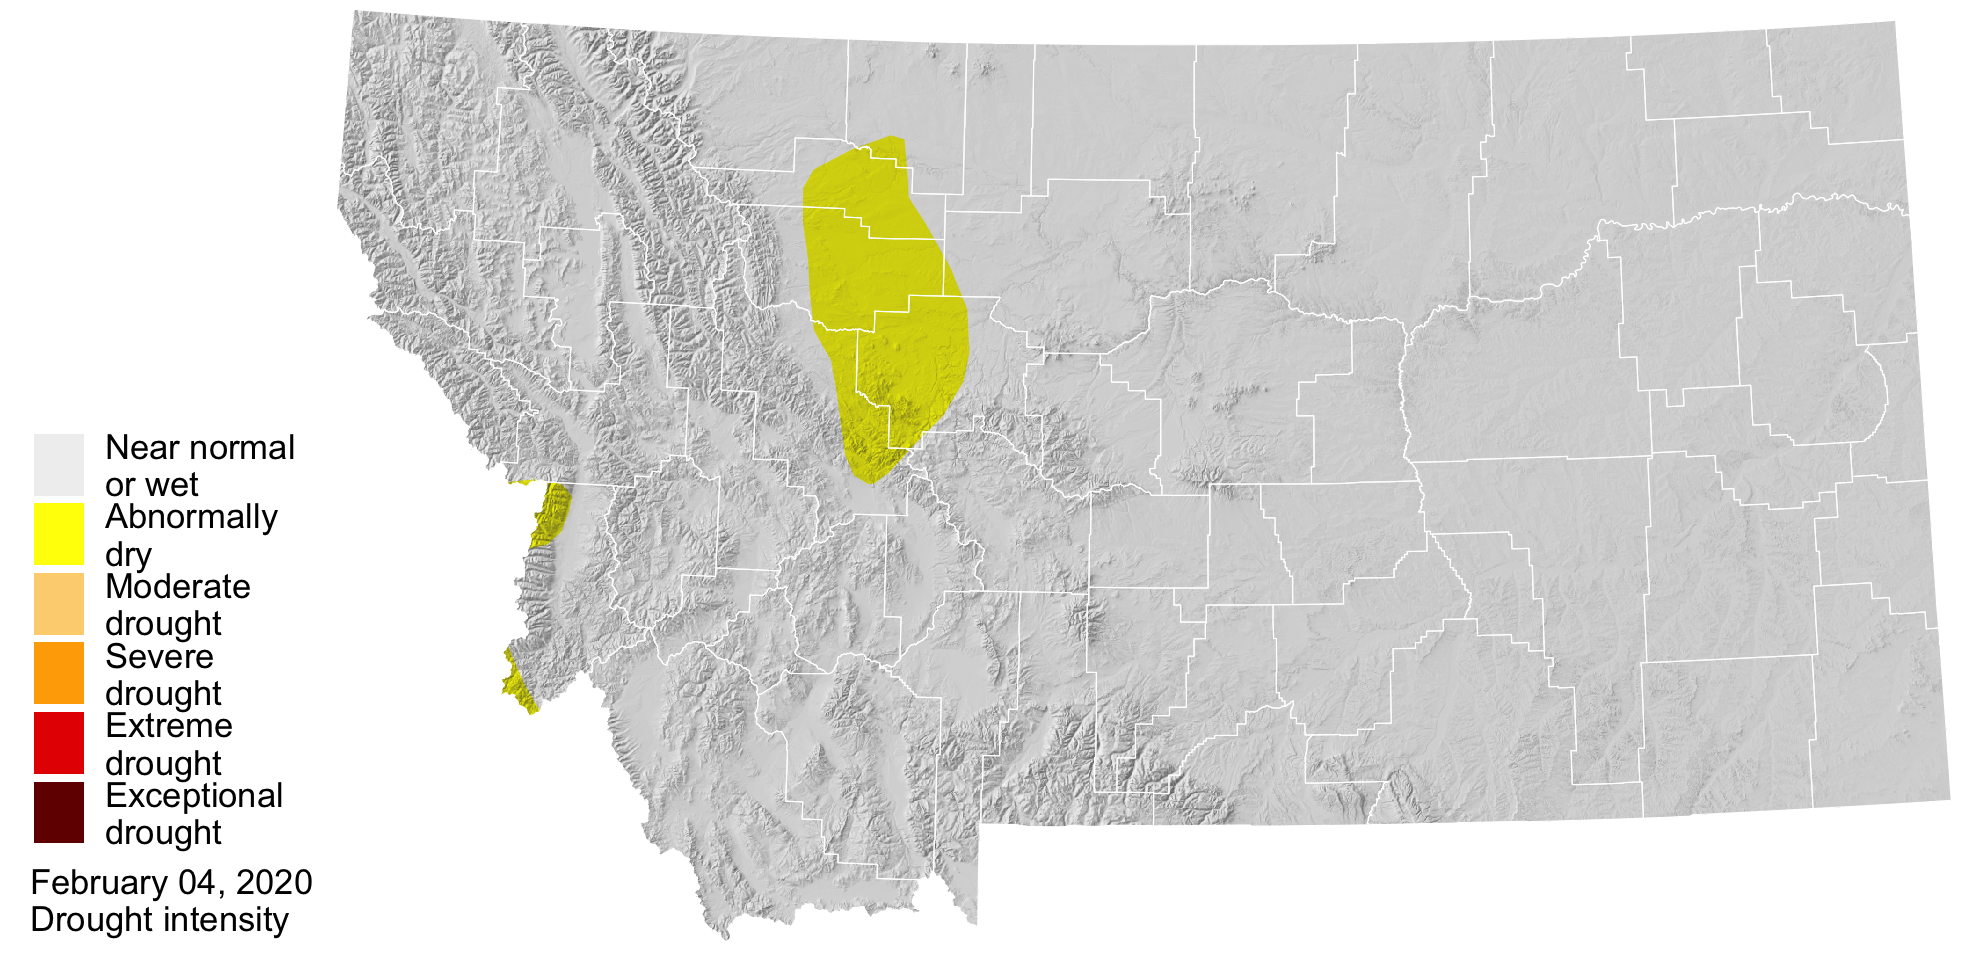 Near normal
or wet
Abnormally
dry
Moderate
drought
Severe
drought
Extreme
drought
Exceptional
drought
February 04, 2020
Drought intensity